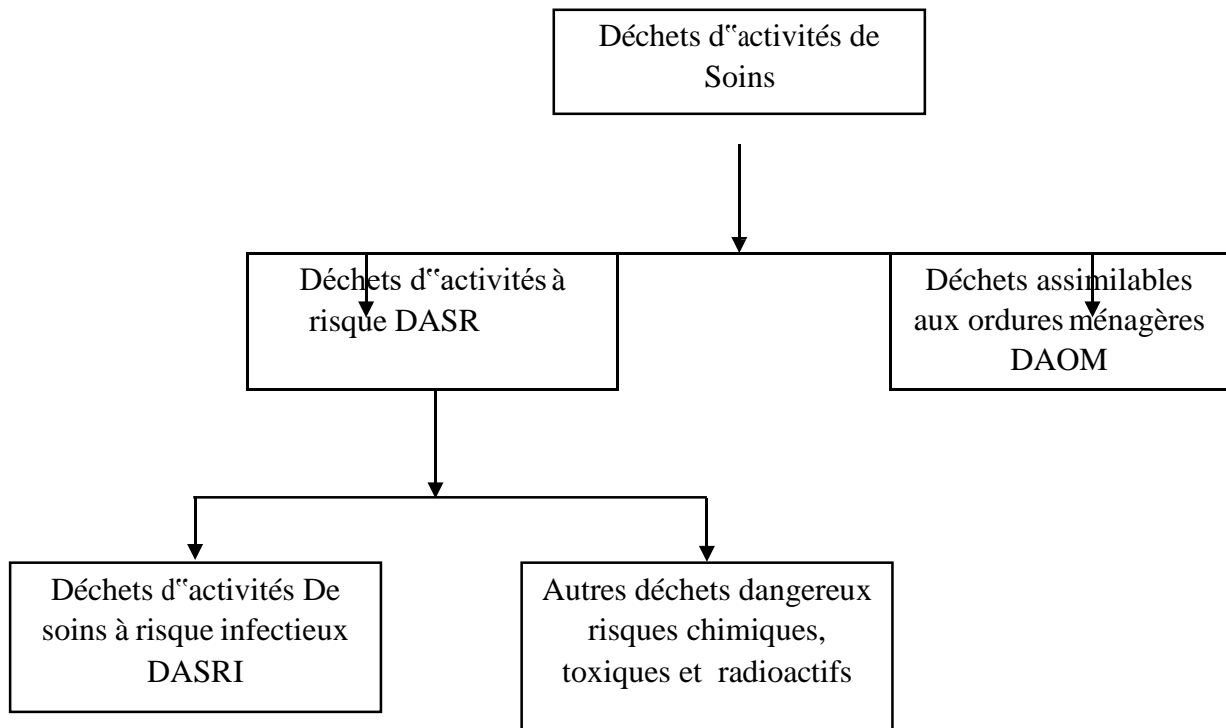 Déchets d‟activités de
Soins
Déchets d‟activités à
risque DASR
Déchets assimilables
aux ordures ménagères
DAOM
Déchets d‟activités De
soins à risque infectieux
DASRI
Autres déchets dangereux
risques chimiques,
toxiques et radioactifs